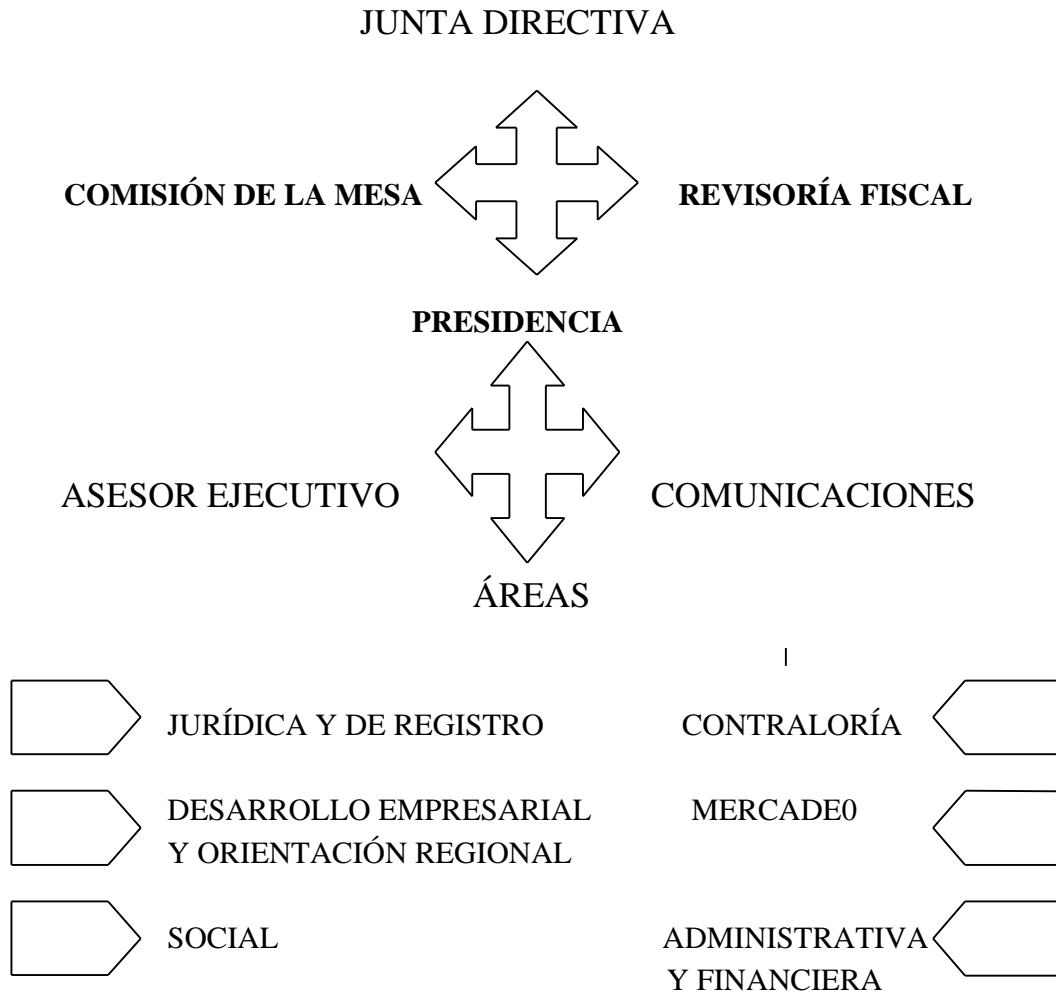 JUNTA DIRECTIVA
COMISIÓN DE LA MESA
REVISORÍA FISCAL
PRESIDENCIA
ASESOR EJECUTIVO
COMUNICACIONES
ÁREAS
JURÍDICA Y DE REGISTRO
CONTRALORÍA
DESARROLLO EMPRESARIAL
Y ORIENTACIÓN REGIONAL
MERCADE0
SOCIAL
ADMINISTRATIVA
Y FINANCIERA